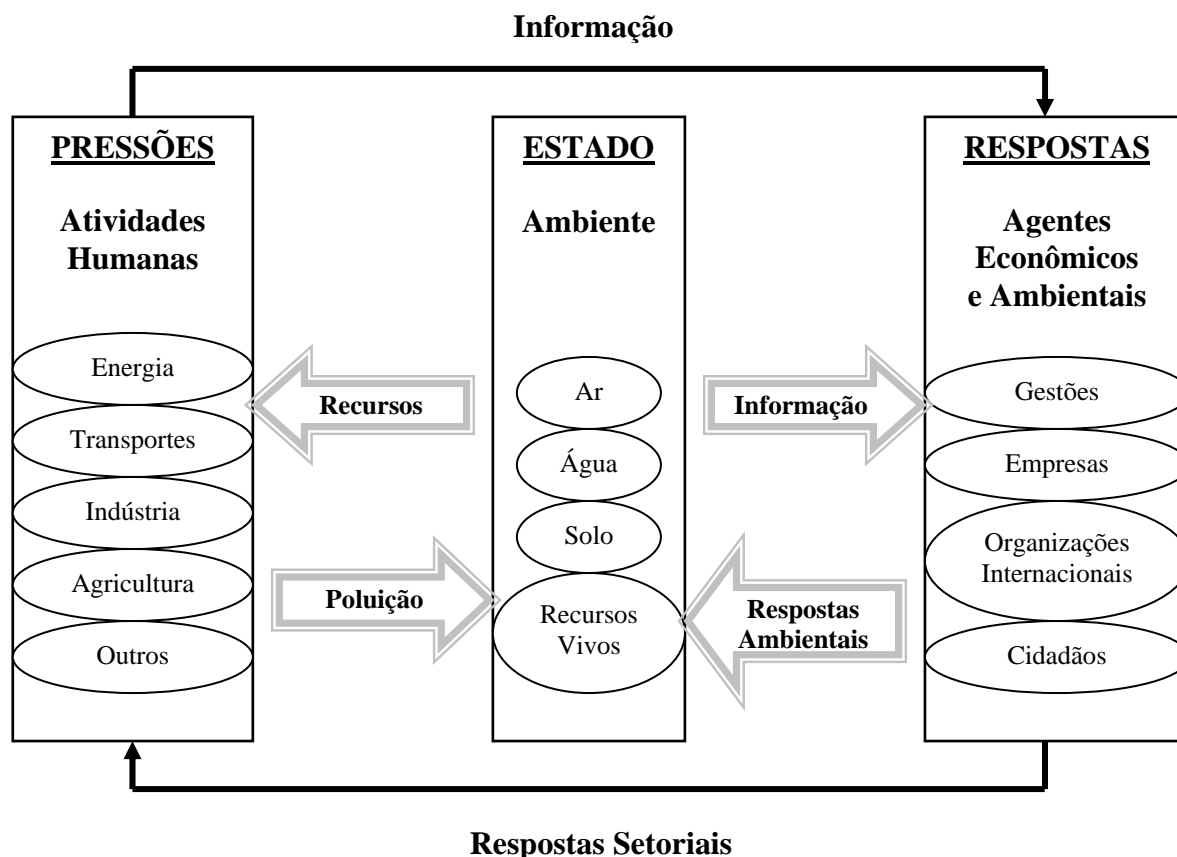 Informação
PRESSÕES
Atividades
Humanas
Energia
Transportes
Indústria
Agricultura
Outros
Recursos
Poluição
ESTADO
Ambiente
Ar
Água
Solo
Recursos
Vivos
Informação
Respostas
Ambientais
RESPOSTAS
Agentes
Econômicos
e Ambientais
Gestões
Empresas
Organizações
Internacionais
Cidadãos
Respostas Setoriais